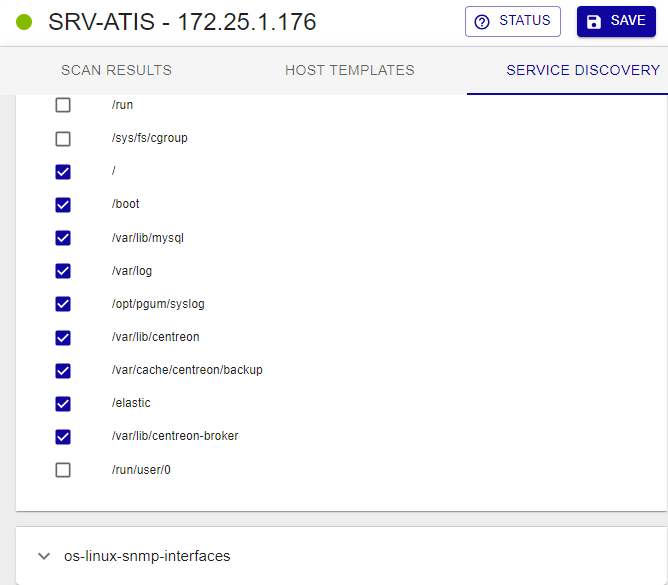 SRV-ATIS - 172.25.1.176
STATUS
SAVE
SCAN RESULTS
HOST TEMPLATES
SERVICE DISCOVERY
/run
/sys/fs/cgroup
/
/boot
/var/lib/mysql
/var/log
/opt/pgum/syslog
/var/lib/centreon
/var/cache/centreon/backup
/elastic
/var/lib/centreon-broker
/run/user/0
os-linux-snmp-interfaces